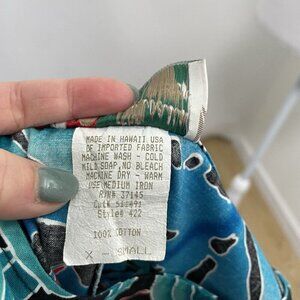 MADE IN HAWAII USA
OF IMPORTED FABRIC
MACHINE WASH - COLD
MILD SOAP, NO BLEACH
MACHINE DRY - WARM
USE MEDIUM IRON
RN# 37145
Cut#
Style# 422
100% COTTON
X - SMALL